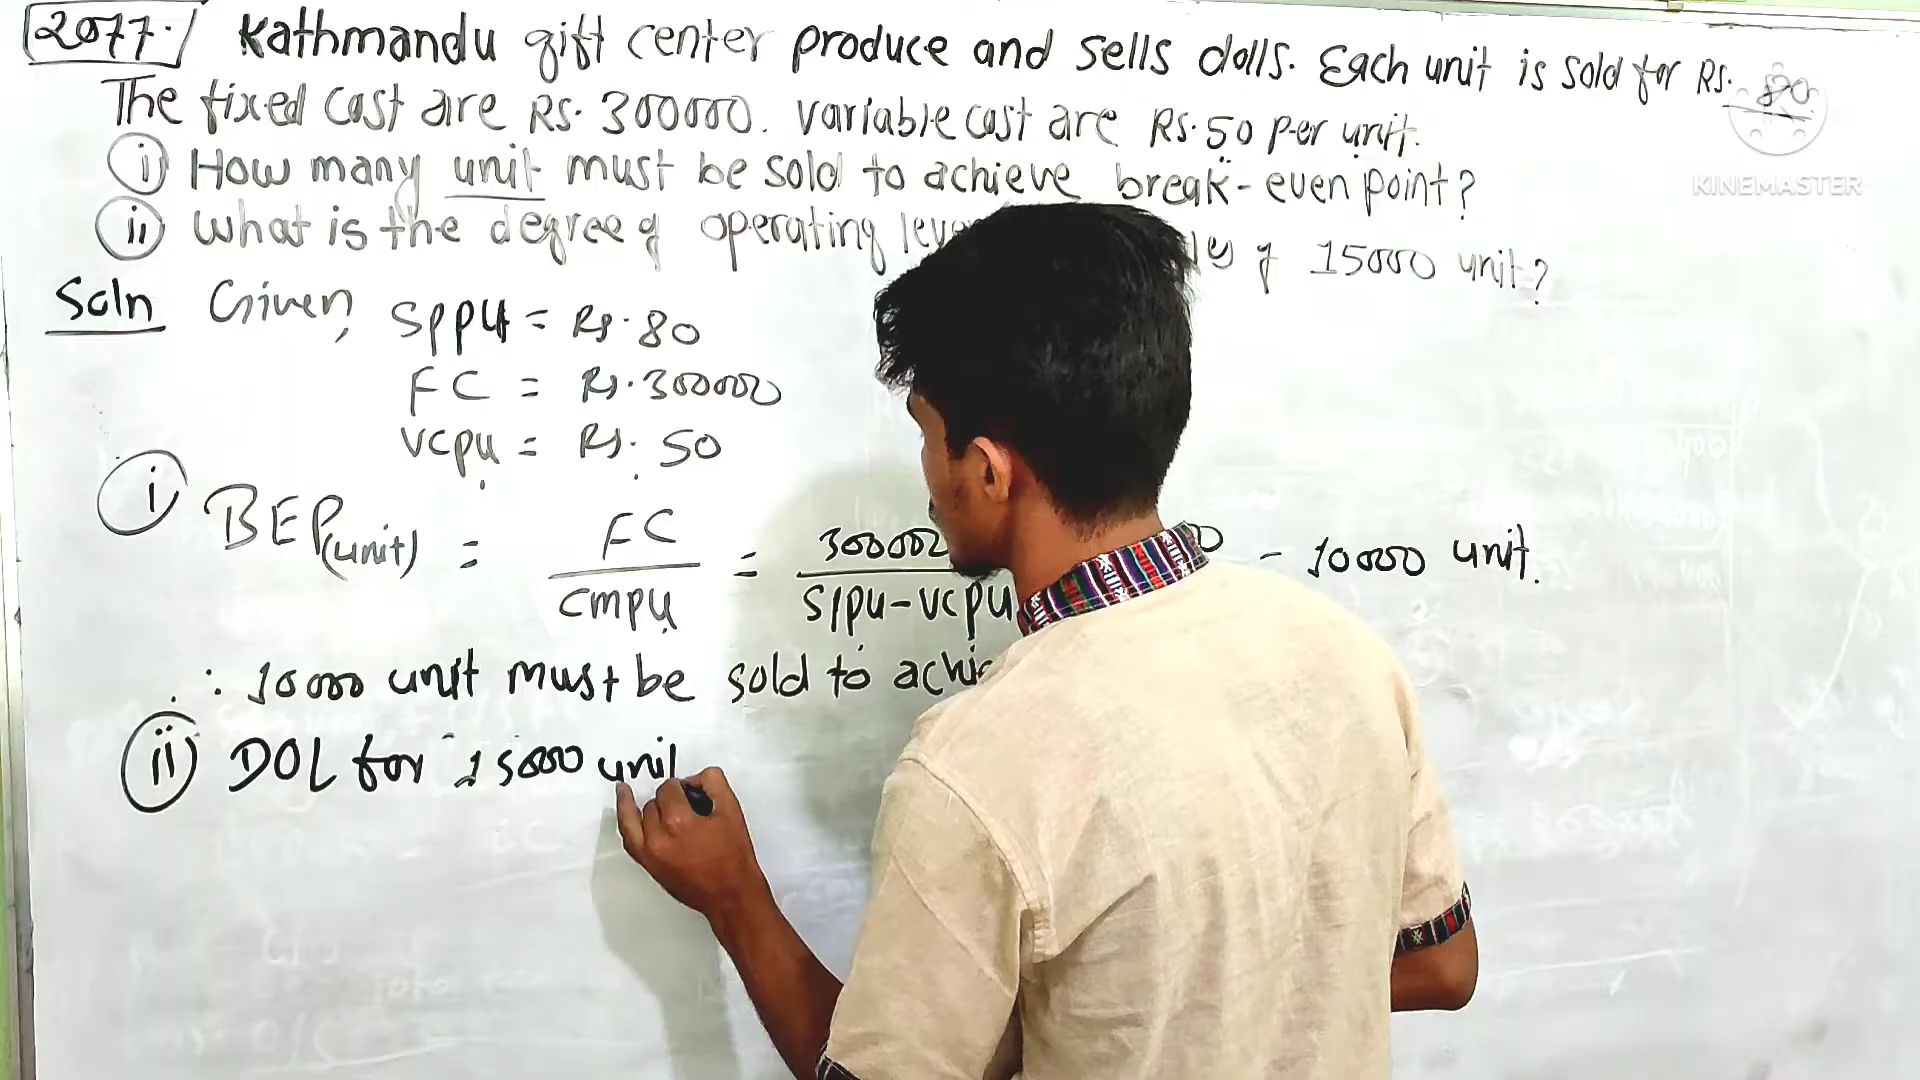 2077. Kathmandu gift center produce and sells dolls. Each unit is sold for Rs. 80
The fixed cost are Rs. 300000. variable cost are Rs. 50 per unit.
i How many unit must be sold to achieve break-even point?
ii What is the degree of operating of 15000 unit?
Soln Given, SPPU = Rs. 80
FC = Rs. 300000
VCPU = Rs. 50
i BEP(unit) = FC / CMPU = 300000 / SPPU - VCPU - 10000 unit.
∴ 10000 unit must be sold to
ii DOL for 15000 unit
KINEMASTER